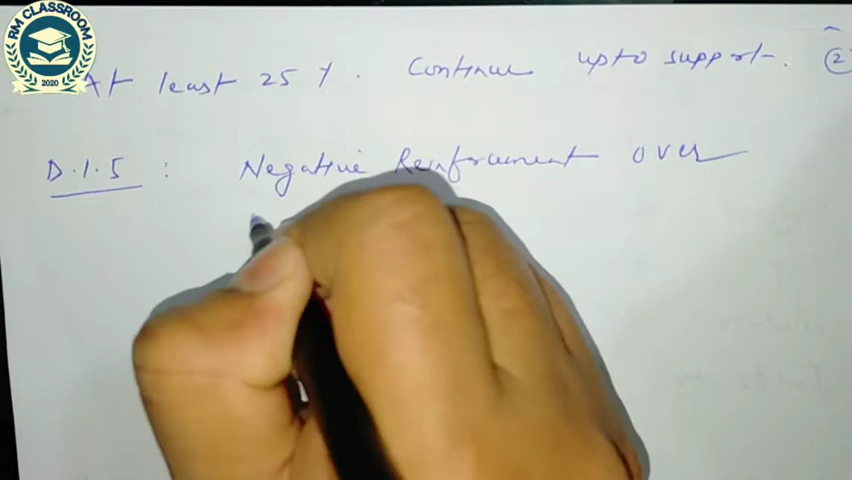 RM CLASSROOM
2020
At least 25 %. Continue upto support. 2
D.1.5 : Negative Reinforcement over